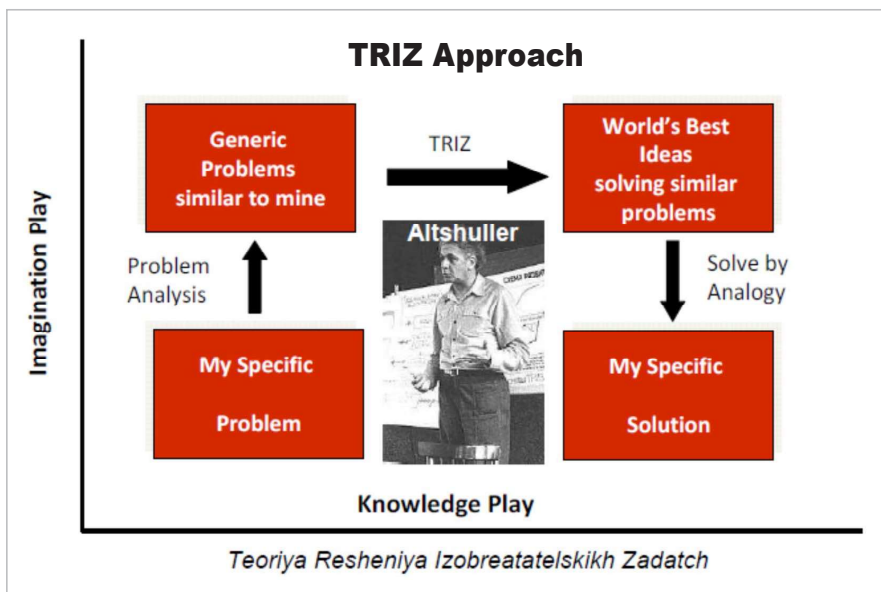 TRIZ Approach
Generic
Problems
similar to mine
TRIZ
World's Best
Ideas
solving similar
problems
Altshuller
Problem
Analysis
Solve by
Analogy
My Specific
Problem
My Specific
Solution
Imagination Play
Knowledge Play
Teoriya Resheniya Izobreatatelskikh Zadatch